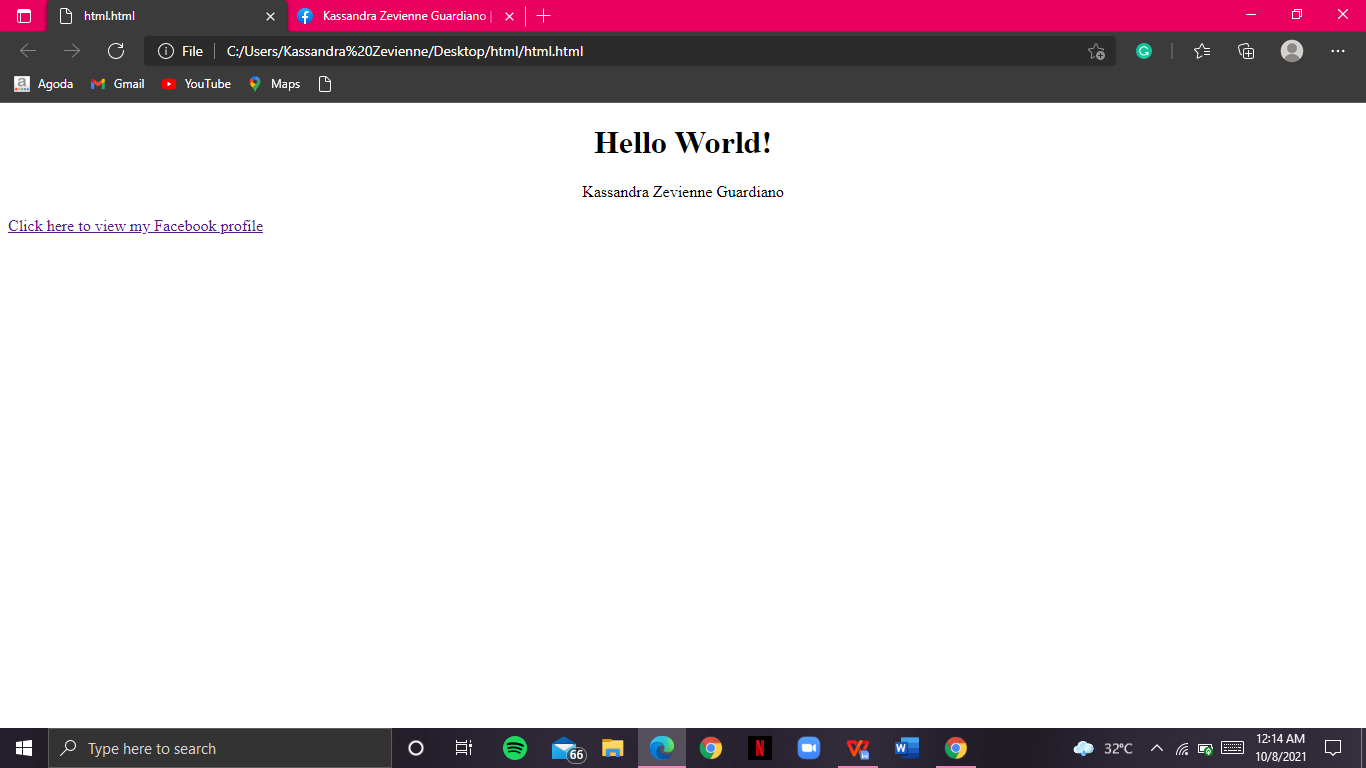 html.html
Kassandra Zevienne Guardiano |
File C:/Users/Kassandra%20Zevienne/Desktop/html/html.html
Agoda Gmail YouTube Maps
Hello World!
Kassandra Zevienne Guardiano
Click here to view my Facebook profile
Type here to search
66
32°C
12:14 AM
10/8/2021